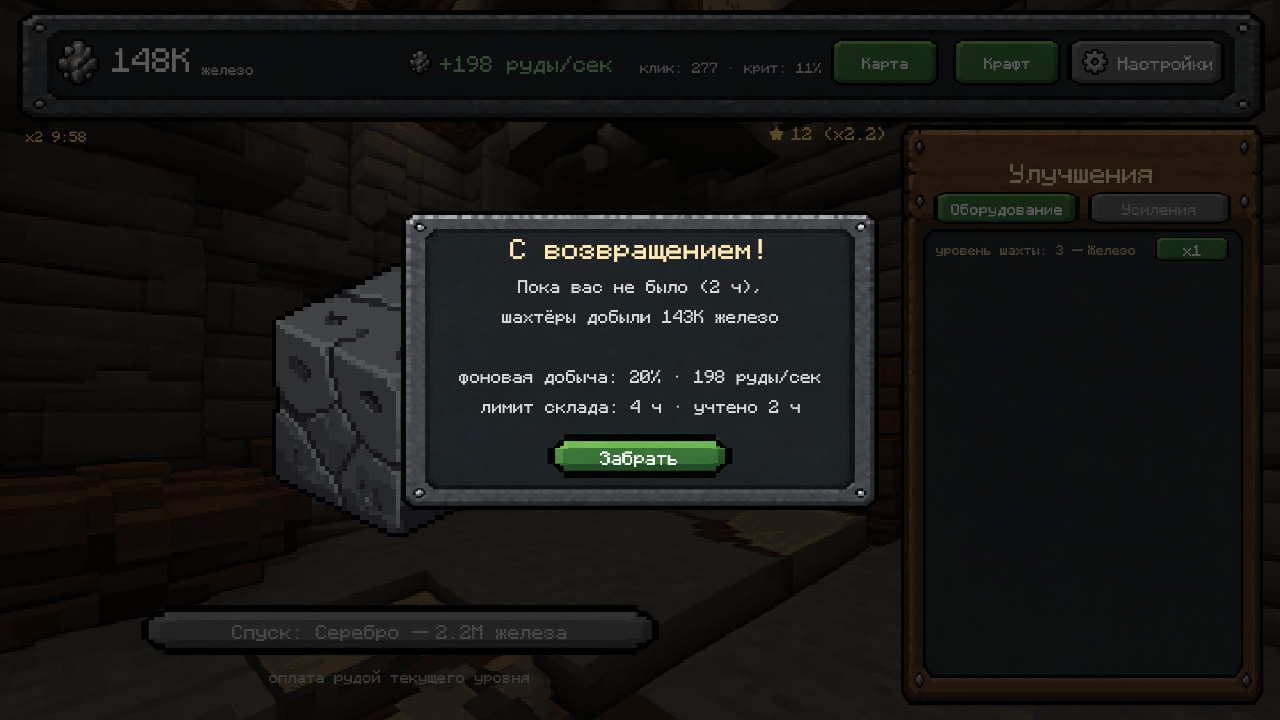 148K железо
+198 руды/сек
клик: 277 · крит: 11%
Карта
Крафт
Настройки
x2 9:58
12 (x2.2)
Улучшения
Оборудование
Усиления
уровень шахты: 3 — Железо
x1
С возвращением!
Пока вас не было (2 ч),
шахтёры добыли 143K железо
фоновая добыча: 20% · 198 руды/сек
лимит склада: 4 ч · учтено 2 ч
Забрать
Спуск: Серебро — 2.2M железа
оплата рудой текущего уровня